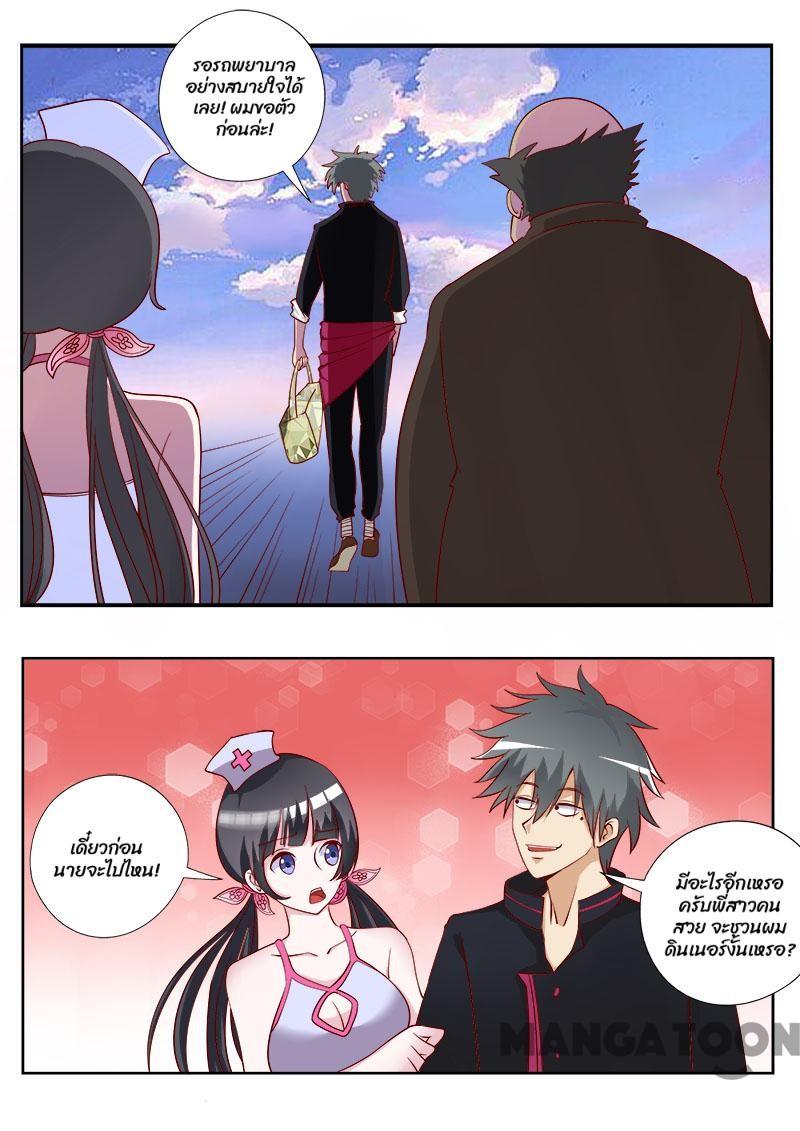 รอรถพยาบาล
อย่างสบายใจได้
เลย! ผมขอตัว
ก่อนล่ะ!
เดี๋ยวก่อน
นายจะไปไหน!
มีอะไรอีกเหรอ
ครับพี่สาวคน
สวย จะชวนผม
ดินเนอร์งั้นเหรอ?
MANGATOON